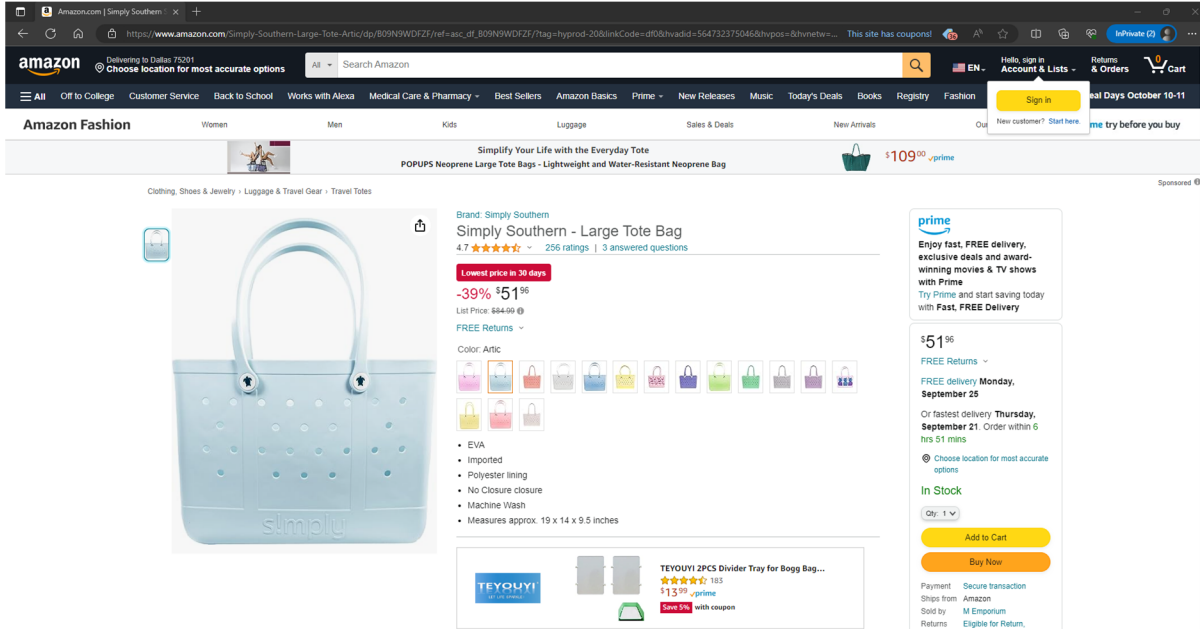 Amazon.com | Simply Southern
https://www.amazon.com/Simply-Southern-Large-Tote-Artic/dp/B09N9WDFZF/ref=asc_df_B09N9WDFZF/?tag=hyprod-20&linkCode=df0&hvadid=564732375046&hvpos=&hvnetw=...
This site has coupons!
InPrivate (2)
amazon
Delivering to Dallas 75201
Choose location for most accurate options
All
Search Amazon
EN
Hello, sign in
Account & Lists
Returns
& Orders
0
Cart
All
Off to College
Customer Service
Back to School
Works with Alexa
Medical Care & Pharmacy
Best Sellers
Amazon Basics
Prime
New Releases
Music
Today's Deals
Books
Registry
Fashion
eal Days October 10-11
Sign in
New customer? Start here.
Amazon Fashion
Women
Men
Kids
Luggage
Sales & Deals
New Arrivals
Ou
me try before you buy
Simplify Your Life with the Everyday Tote
POPUPS Neoprene Large Tote Bags - Lightweight and Water-Resistant Neoprene Bag
$109.00 prime
Sponsored
Clothing, Shoes & Jewelry › Luggage & Travel Gear › Travel Totes
s!mply
Brand: Simply Southern
Simply Southern - Large Tote Bag
4.7
256 ratings | 3 answered questions
Lowest price in 30 days
-39% $51 96
List Price: $84.99
FREE Returns
Color: Artic
• EVA
• Imported
• Polyester lining
• No Closure closure
• Machine Wash
• Measures approx. 19 x 14 x 9.5 inches
TEYOUYI
TEYOUYI 2PCS Divider Tray for Bogg Bag...
183
$13 99 prime
Save 5% with coupon
prime
Enjoy fast, FREE delivery,
exclusive deals and award-
winning movies & TV shows
with Prime
Try Prime and start saving today
with Fast, FREE Delivery
$51 96
FREE Returns
FREE delivery Monday,
September 25
Or fastest delivery Thursday,
September 21. Order within 6
hrs 51 mins
Choose location for most accurate
options
In Stock
Qty: 1
Add to Cart
Buy Now
Payment Secure transaction
Ships from Amazon
Sold by M Emporium
Returns Eligible for Return,